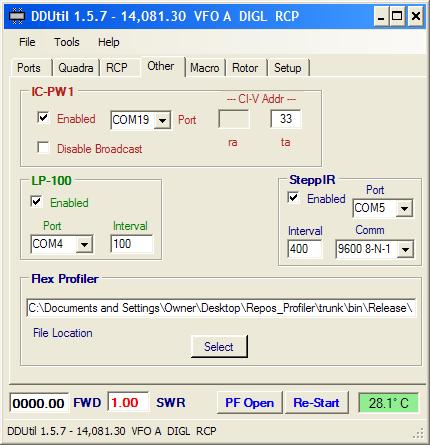 DDUtil 1.5.7 - 14,081.30 VFO A DIGL RCP
File Tools Help
Ports Quadra RCP Other Macro Rotor Setup
IC-PW1
--- CI-V Addr ---
Enabled COM19 Port 33
Disable Broadcast ra ta
LP-100
Enabled
Port Interval
COM4 100
SteppIR
Enabled Port
COM5
Interval Comm
400 9600 8-N-1
Flex Profiler
C:\Documents and Settings\Owner\Desktop\Repos_Profiler\trunk\bin\Release\
File Location
Select
0000.00 FWD 1.00 SWR PF Open Re-Start 28.1° C
DDUtil 1.5.7 - 14,081.30 VFO A DIGL RCP